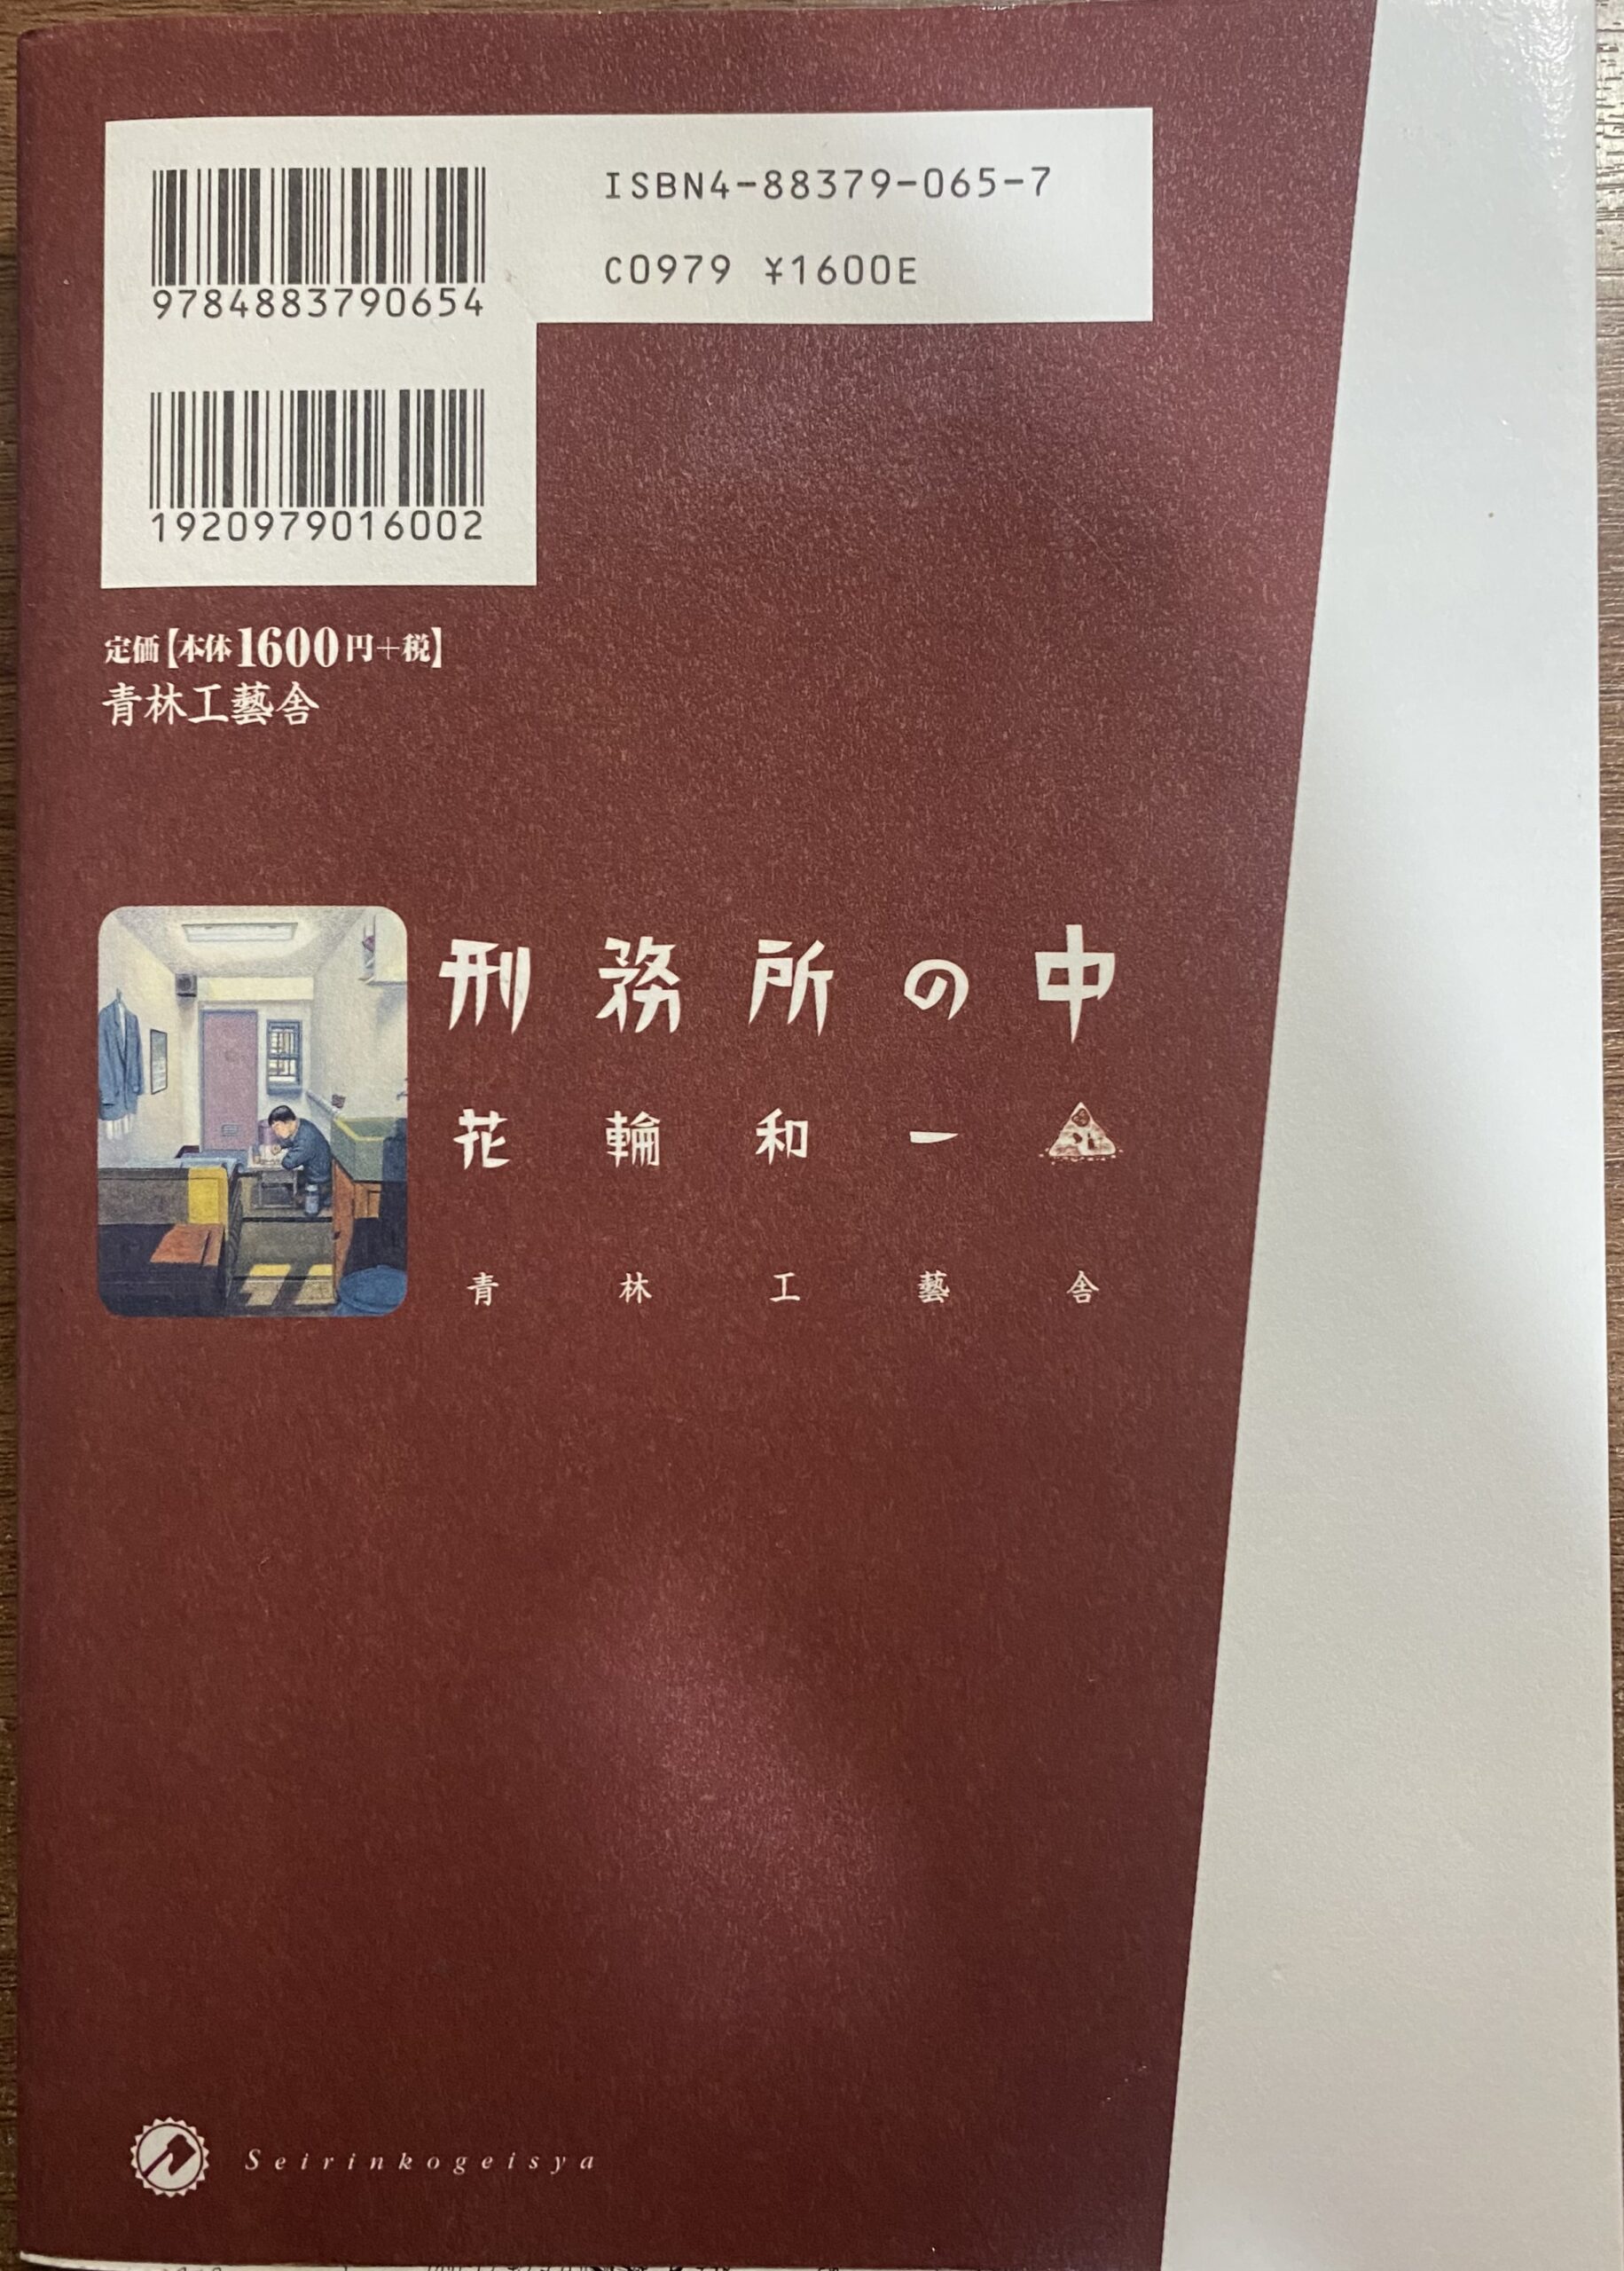 ISBN4-88379-065-7
C0979 ¥1600E
9784883790654
1920979016002
定価【本体1600円+税】
青林工藝舎
刑務所の中
花輪和一
青林工藝舎
Seirinkogeisya